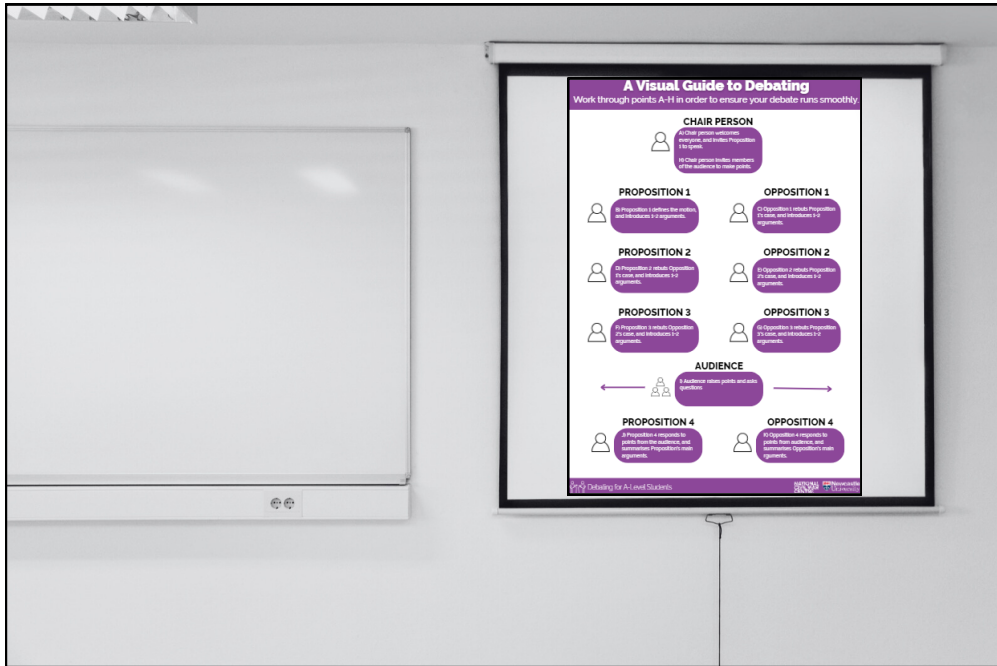 A Visual Guide to Debating
Work through points A-H in order to ensure your debate runs smoothly.
CHAIR PERSON
A) Chair person welcomes
everyone, and invites Proposition
1 to speak.
H) Chair person invites members
of the audience to make points.
PROPOSITION 1
B) Proposition 1 defines the motion,
and introduces 1-2 arguments.
OPPOSITION 1
C) Opposition 1 rebuts Proposition
1's case, and introduces 1-2
arguments.
PROPOSITION 2
D) Proposition 2 rebuts Opposition
1's case, and introduces 1-2
arguments.
OPPOSITION 2
E) Opposition 2 rebuts Proposition
2's case, and introduces 1-2
arguments.
PROPOSITION 3
F) Proposition 3 rebuts Opposition
2's case, and introduces 1-2
arguments.
OPPOSITION 3
G) Opposition 3 rebuts Proposition
3's case, and introduces 1-2
arguments.
AUDIENCE
I) Audience raises points and asks
questions
PROPOSITION 4
J) Proposition 4 responds to
points from the audience, and
summarises Proposition's main
arguments.
OPPOSITION 4
K) Opposition 4 responds to
points from audience, and
summarises Opposition's main
rguments.
Debating for A-Level Students
NATIONAL
CIVIL WAR
CENTRE
Newcastle
University